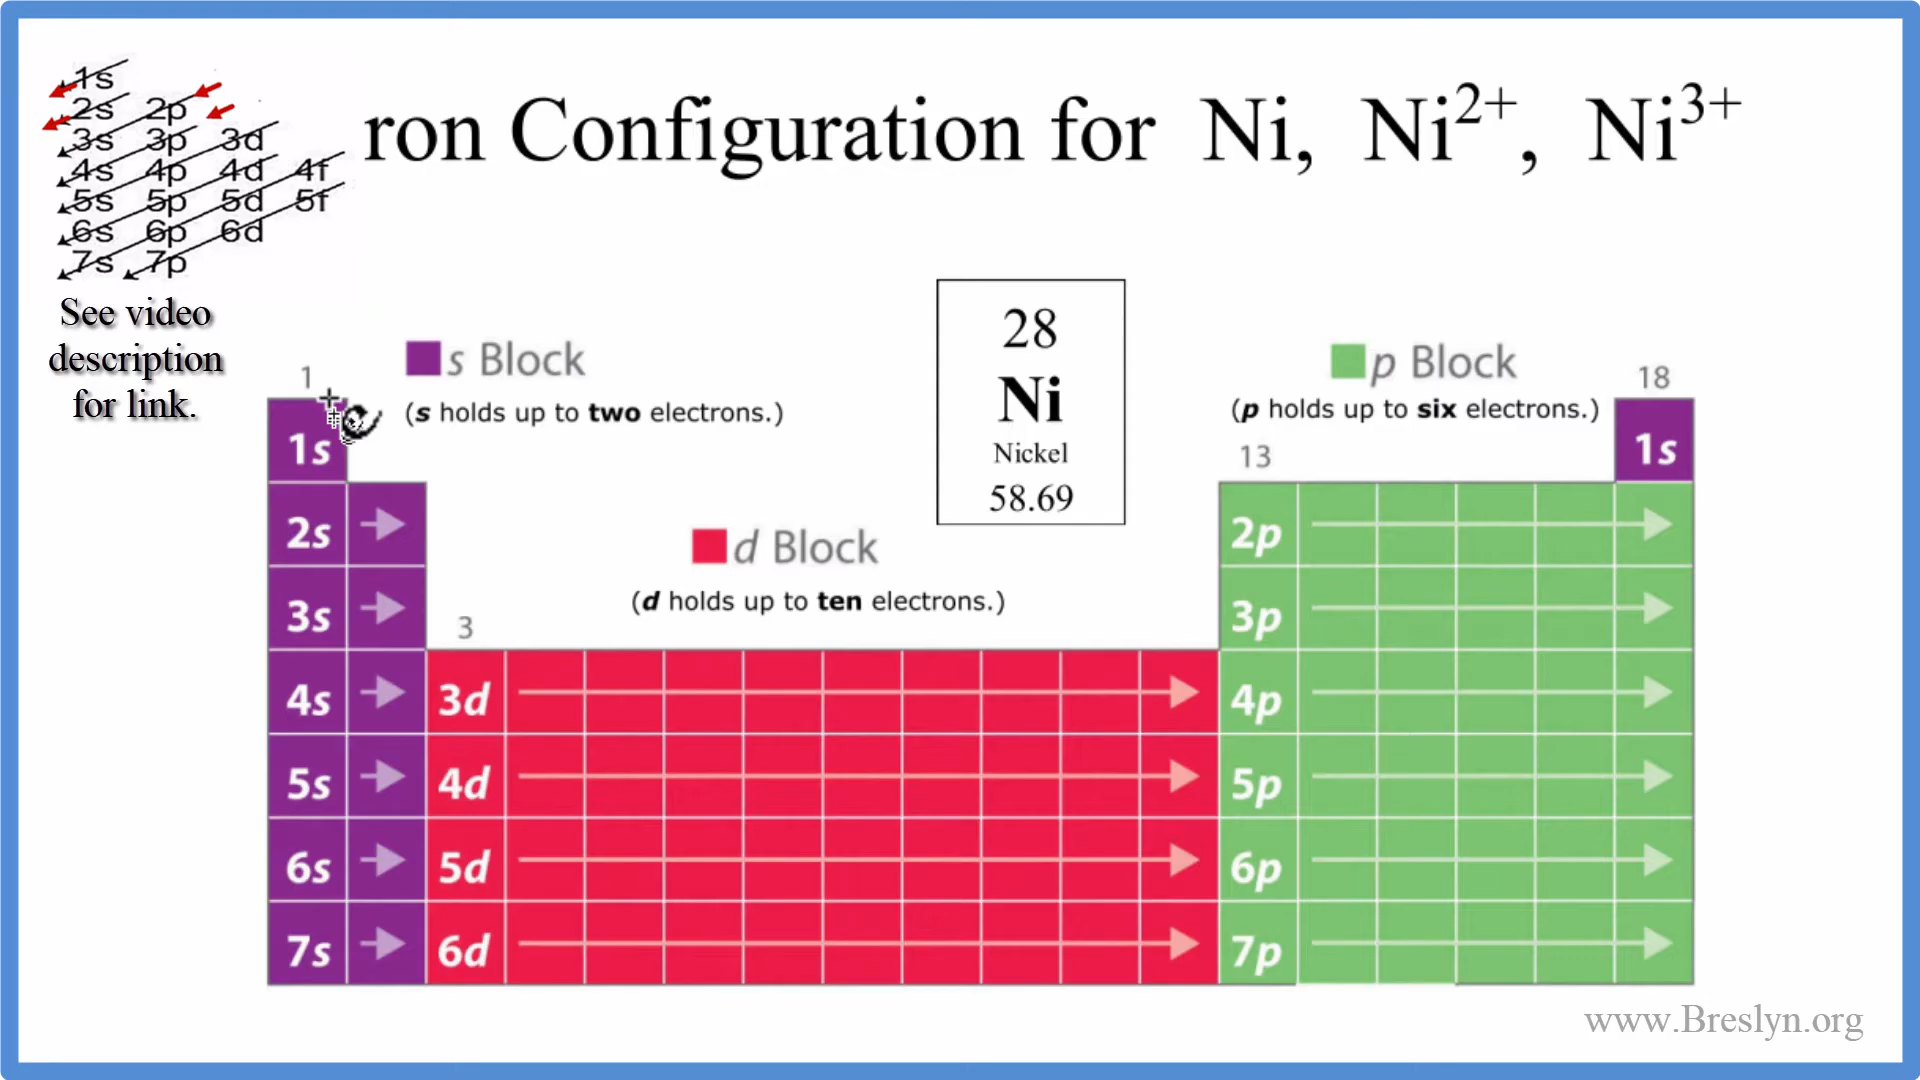 1s
2s 2p
3s 3p 3d
4s 4p 4d 4f
5s 5p 5d 5f
6s 6p 6d
7s 7p
See video
description
for link.
ron Configuration for Ni, Ni²⁺, Ni³⁺
28
Ni
Nickel
58.69
s Block
(s holds up to two electrons.)
p Block
(p holds up to six electrons.)
d Block
(d holds up to ten electrons.)
1 18
13
3
1s 1s
2s 2p
3s 3p
4s 3d 4p
5s 4d 5p
6s 5d 6p
7s 6d 7p
www.Breslyn.org